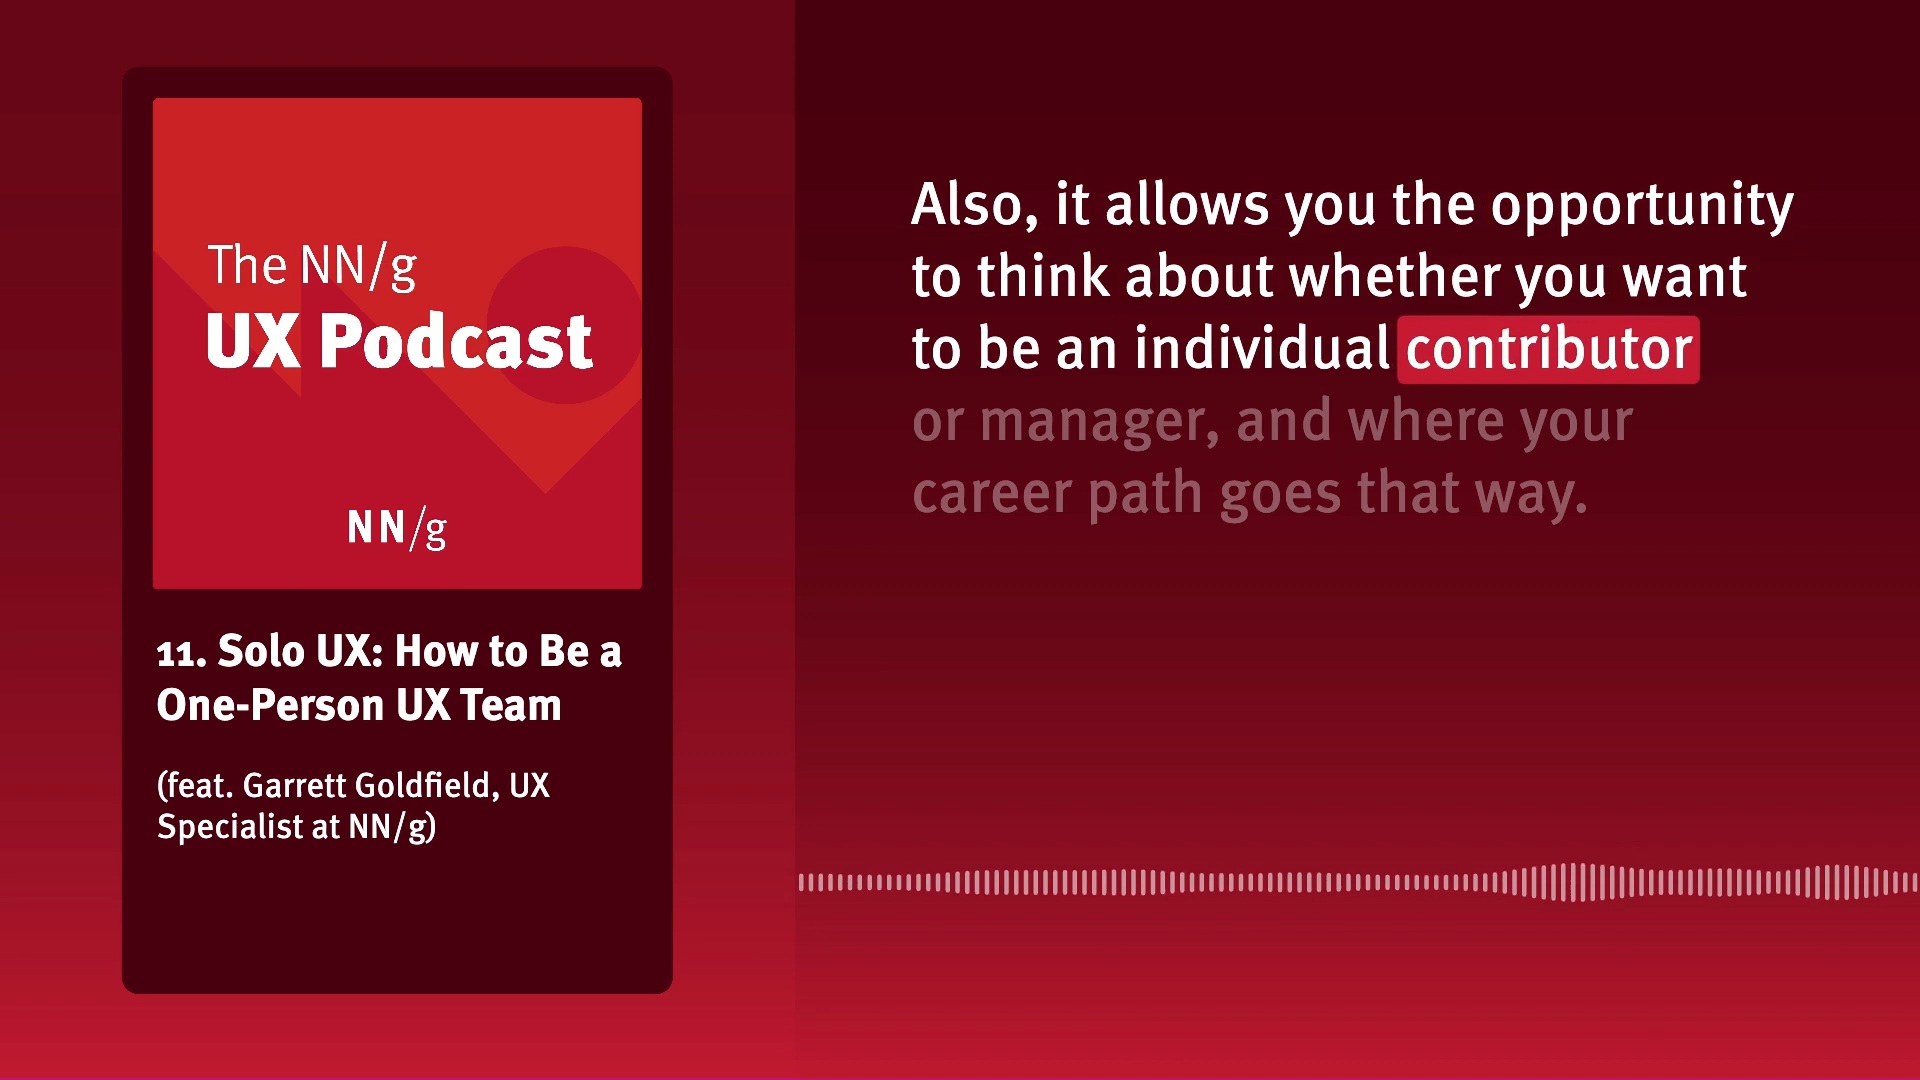 The NN/g
UX Podcast
NN/g
11. Solo UX: How to Be a
One-Person UX Team
(feat. Garrett Goldfield, UX
Specialist at NN/g)
Also, it allows you the opportunity
to think about whether you want
to be an individual contributor
or manager, and where your
career path goes that way.